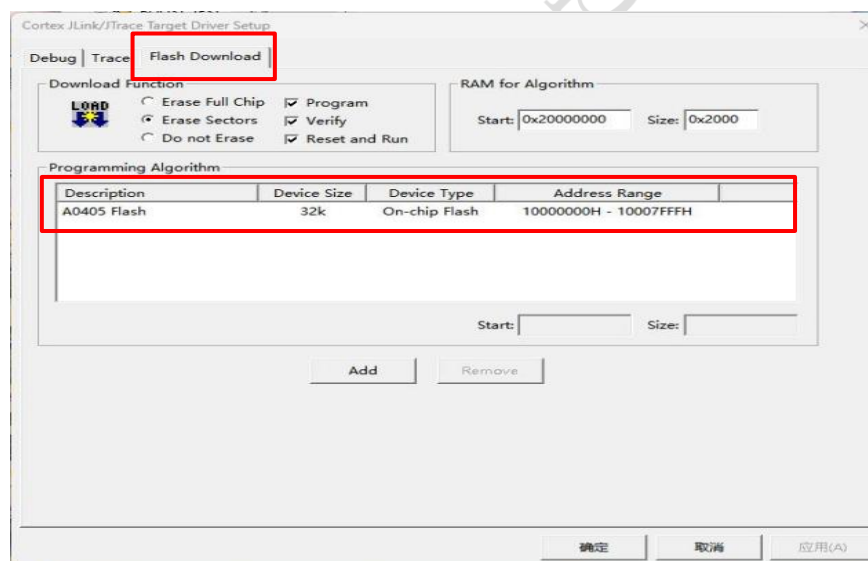 Cortex JLink/JTrace Target Driver Setup
Debug Trace Flash Download
Download Function
LOAD
Erase Full Chip Program
Erase Sectors Verify
Do not Erase Reset and Run
RAM for Algorithm
Start: 0x20000000 Size: 0x2000
Programming Algorithm
Description Device Size Device Type Address Range
A0405 Flash 32k On-chip Flash 10000000H - 10007FFFH
Start: Size:
Add Remove
确定 取消 应用(A)